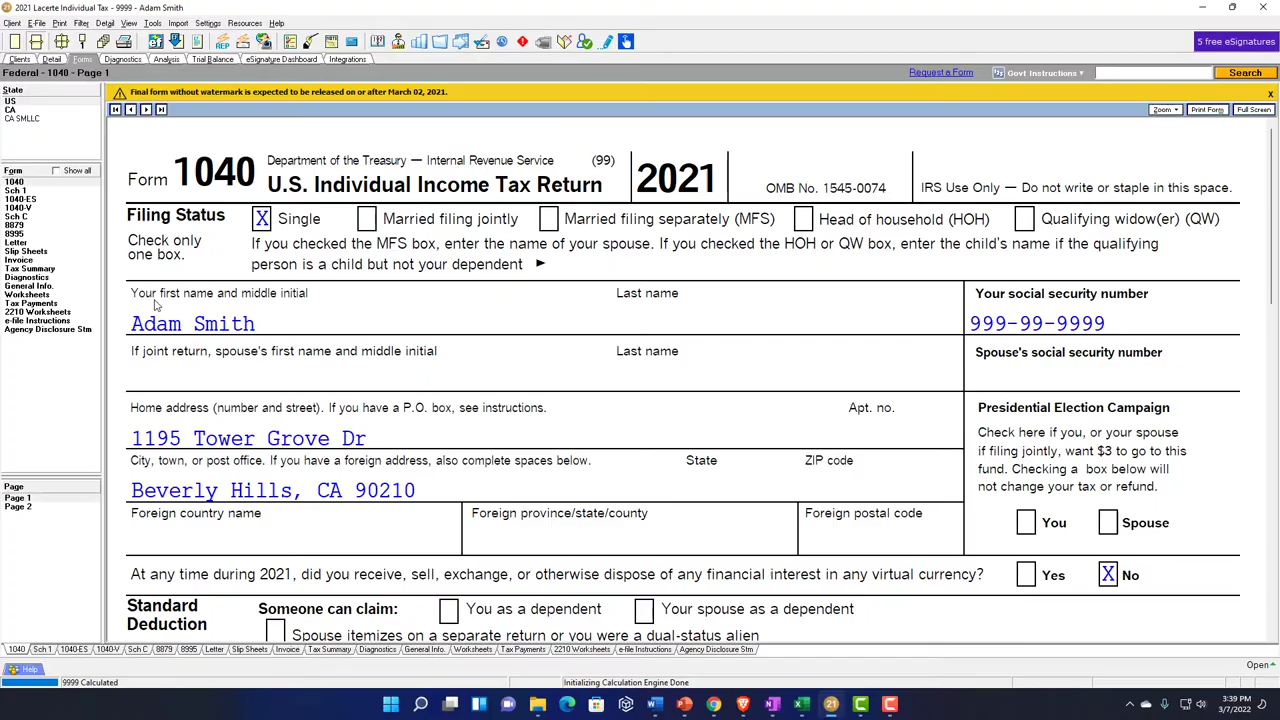 2021 Lacerte Individual Tax - 9999 - Adam Smith
Client E-File Print Filter Detail View Tools Import Settings Resources Help
REP
5 free eSignatures
Clients Detail Forms Diagnostics Analysis Trial Balance eSignature Dashboard Integrations
Federal - 1040 - Page 1 Request a Form Govt Instructions Search
State
US
CA
CA SMLLC
Final form without watermark is expected to be released on or after March 02, 2021. X
Zoom Print Form Full Screen
Form Show all
1040
Sch 1
1040-ES
1040-V
Sch C
8879
8995
Letter
Slip Sheets
Invoice
Tax Summary
Diagnostics
General Info.
Worksheets
Tax Payments
2210 Worksheets
e-file Instructions
Agency Disclosure Stm
Page
Page 1
Page 2
Form 1040 Department of the Treasury — Internal Revenue Service (99)
U.S. Individual Income Tax Return 2021 OMB No. 1545-0074 IRS Use Only — Do not write or staple in this space.
Filing Status X Single Married filing jointly Married filing separately (MFS) Head of household (HOH) Qualifying widow(er) (QW)
Check only
one box.
If you checked the MFS box, enter the name of your spouse. If you checked the HOH or QW box, enter the child's name if the qualifying
person is a child but not your dependent ►
Your first name and middle initial Last name Your social security number
Adam Smith 999-99-9999
If joint return, spouse's first name and middle initial Last name Spouse's social security number
Home address (number and street). If you have a P.O. box, see instructions. Apt. no.
1195 Tower Grove Dr
City, town, or post office. If you have a foreign address, also complete spaces below. State ZIP code
Beverly Hills, CA 90210
Foreign country name Foreign province/state/county Foreign postal code
Presidential Election Campaign
Check here if you, or your spouse
if filing jointly, want $3 to go to this
fund. Checking a box below will
not change your tax or refund.
You Spouse
At any time during 2021, did you receive, sell, exchange, or otherwise dispose of any financial interest in any virtual currency? Yes X No
Standard
Deduction
Someone can claim: You as a dependent Your spouse as a dependent
Spouse itemizes on a separate return or you were a dual-status alien
1040 Sch 1 1040-ES 1040-V Sch C 8879 8995 Letter Slip Sheets Invoice Tax Summary Diagnostics General Info. Worksheets Tax Payments 2210 Worksheets e-file Instructions Agency Disclosure Stm
Help Open
9999 Calculated Initializing Calculation Engine Done
21
3:39 PM
3/7/2022